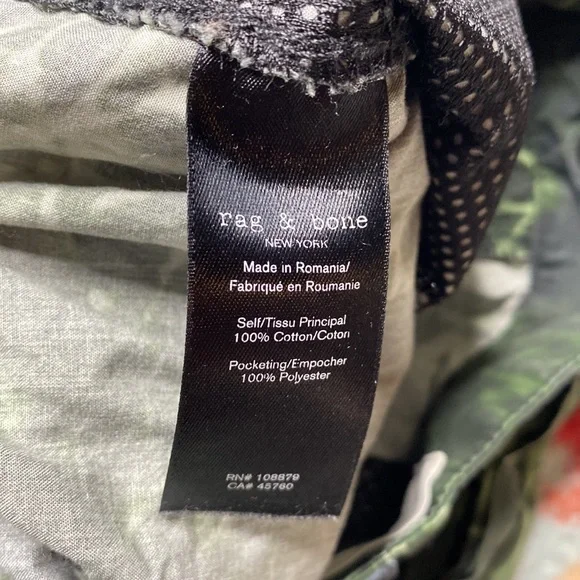 rag & bone
NEW YORK
Made in Romania/
Fabriqué en Roumanie
Self/Tissu Principal
100% Cotton/Coton
Pocketing/Empocher
100% Polyester
RN# 108879
CA# 45760